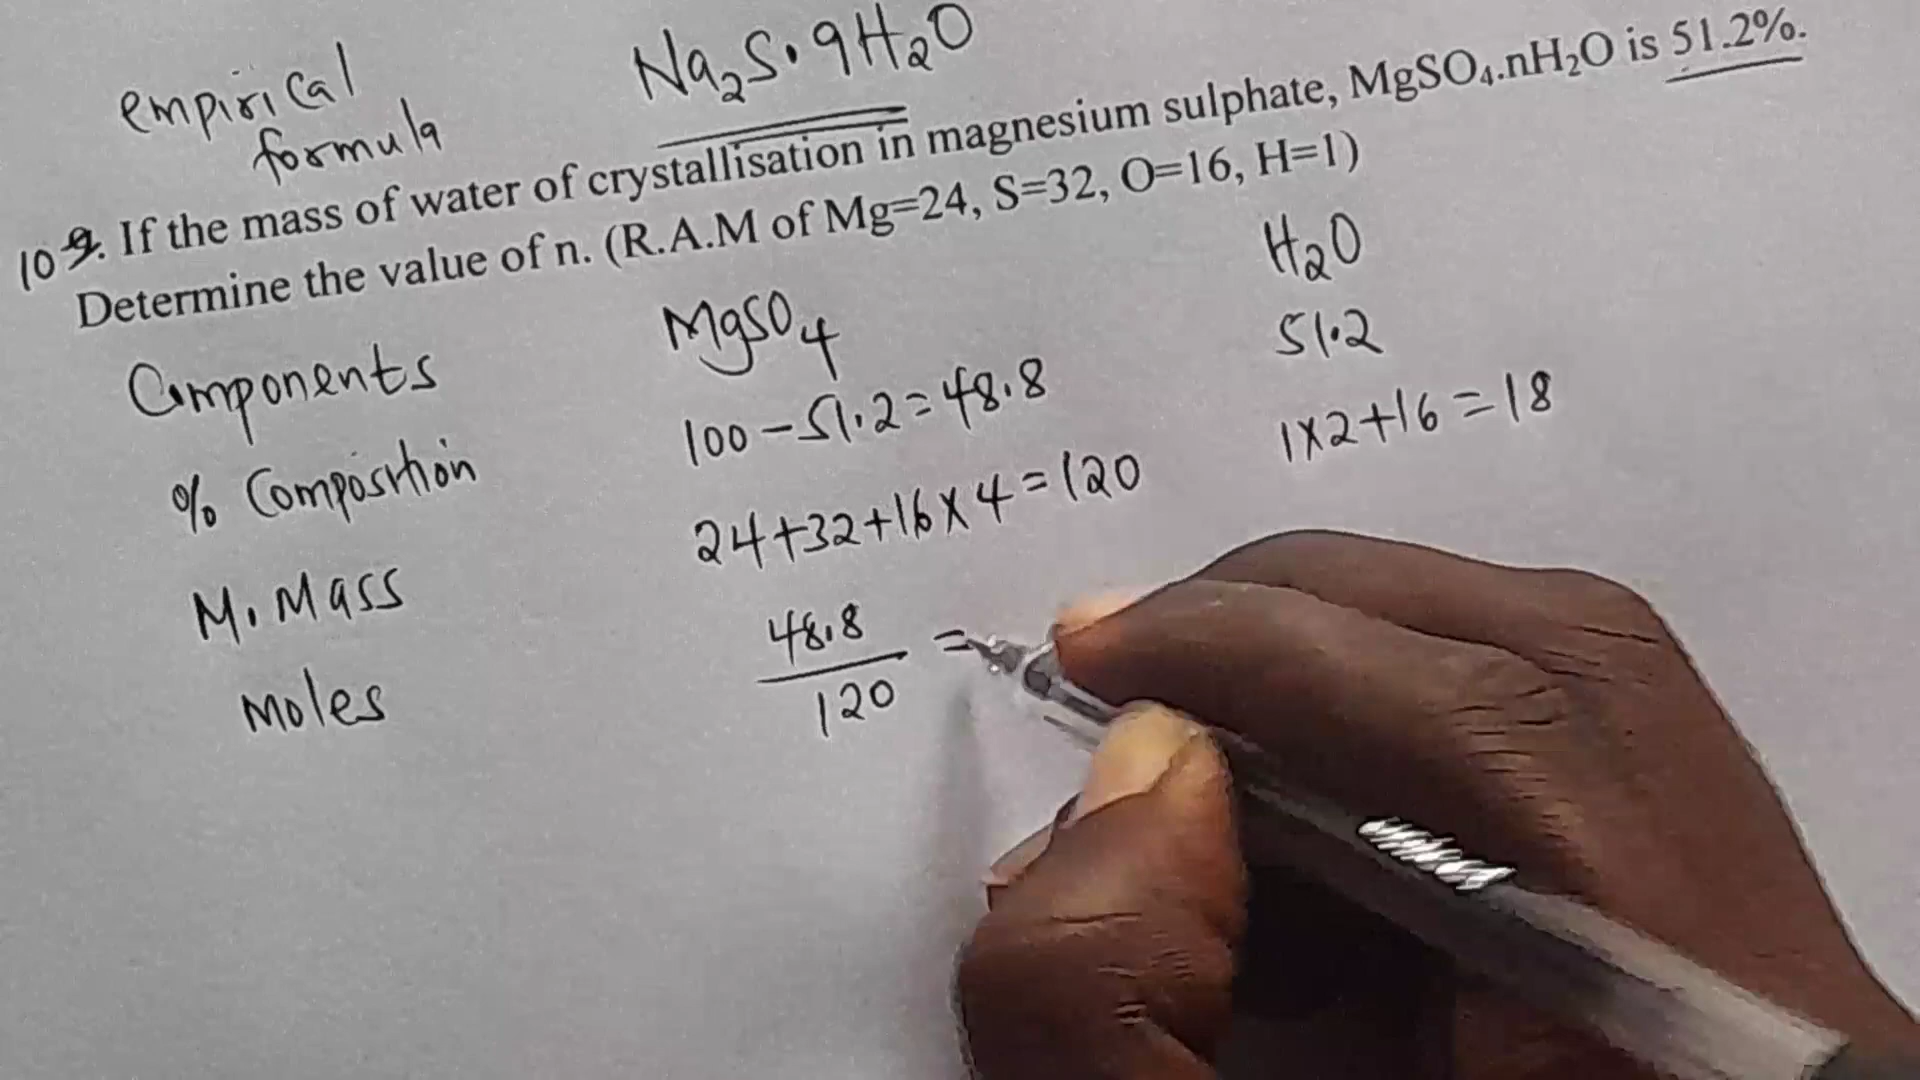 empirical
formula
Na₂S·9H₂O
10 9. If the mass of water of crystallisation in magnesium sulphate, MgSO₄.nH₂O is 51.2%.
Determine the value of n. (R.A.M of Mg=24, S=32, O=16, H=1)
Components MgSO₄ H₂O
% Composition 100 - 51.2 = 48.8 51.2
M. Mass 24+32+16×4=120 1×2+16=18
Moles 48.8/120 =